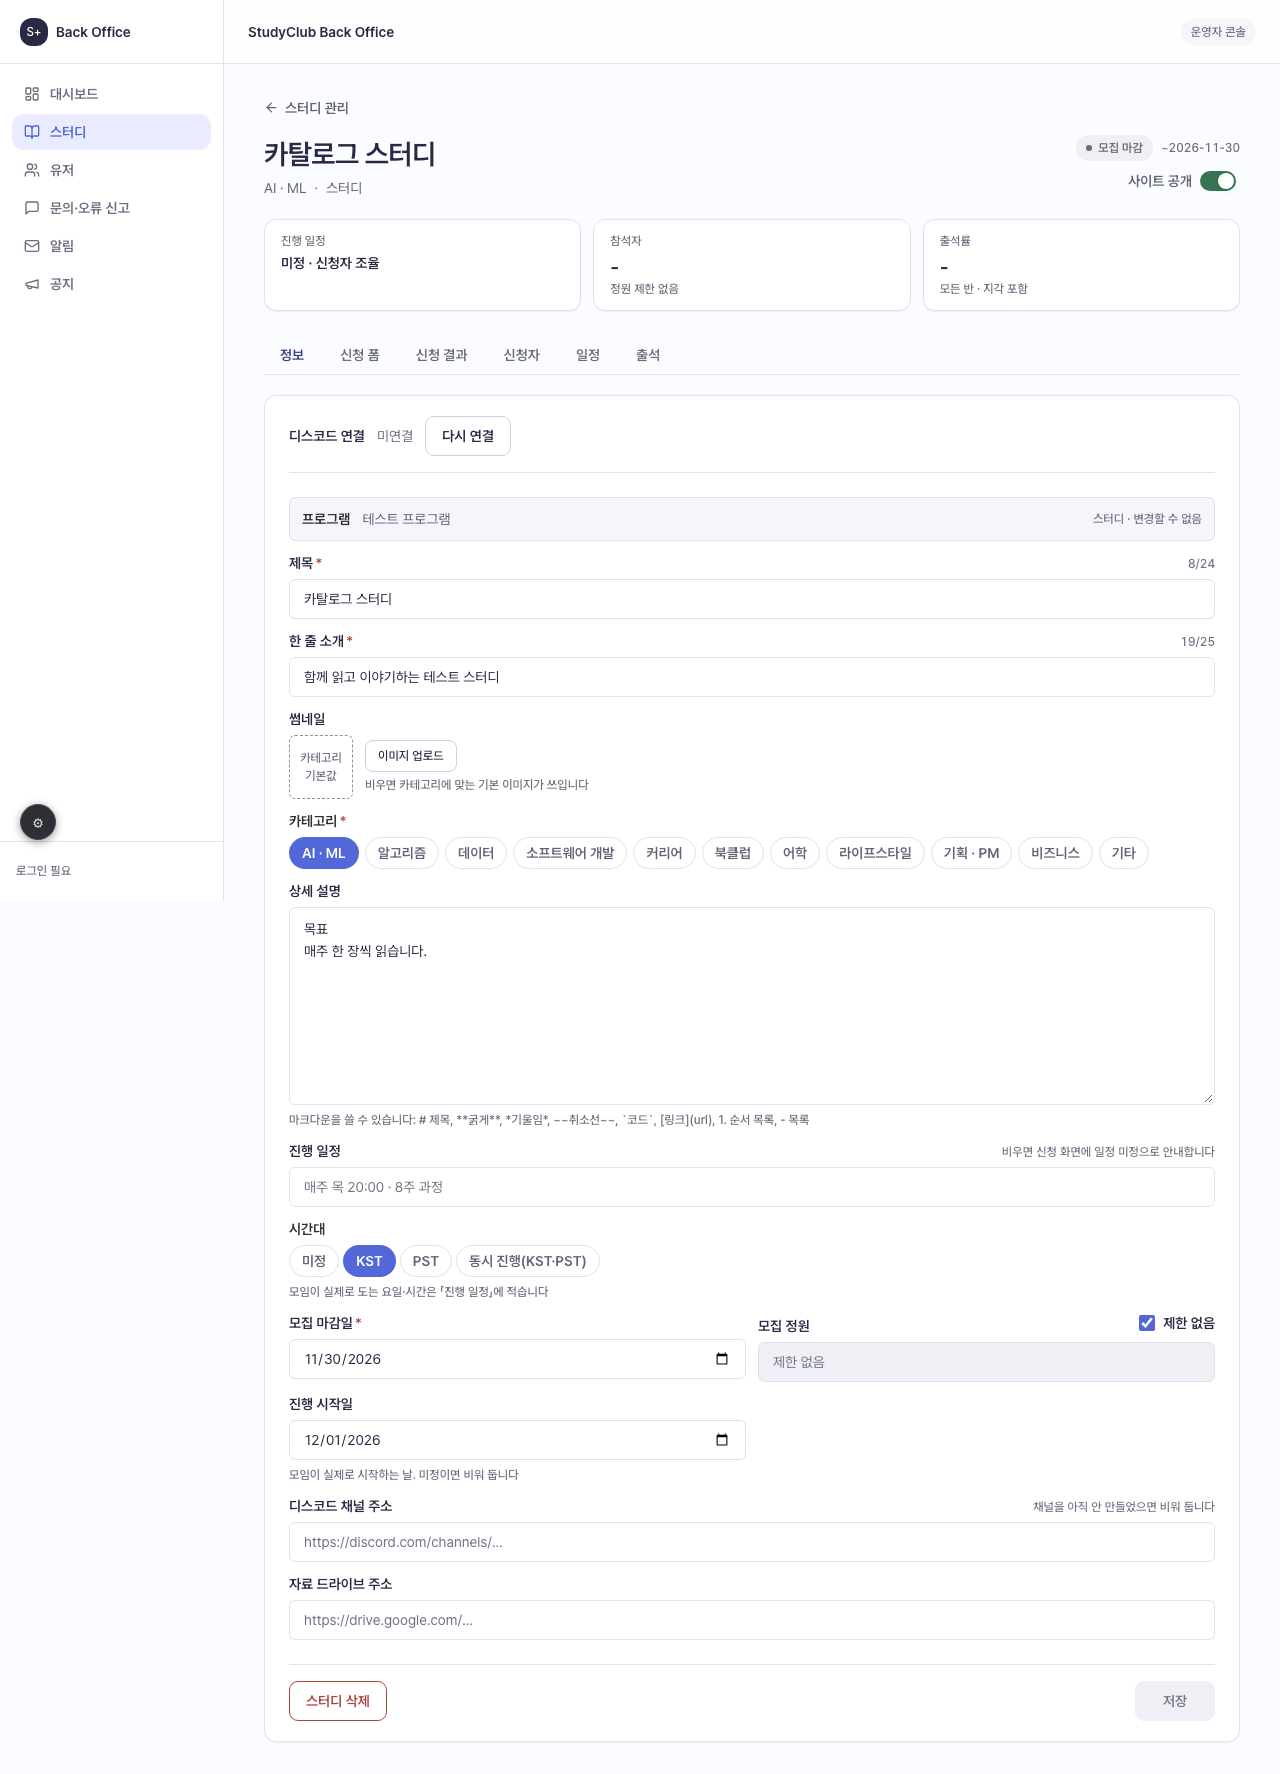 S+ Back Office
StudyClub Back Office
운영자 콘솔
대시보드
스터디
유저
문의·오류 신고
알림
공지
로그인 필요
← 스터디 관리
카탈로그 스터디
모집 마감 ~2026-11-30
AI · ML · 스터디
사이트 공개
진행 일정
미정 · 신청자 조율
참석자
–
정원 제한 없음
출석률
–
모든 반 · 지각 포함
정보 신청 폼 신청 결과 신청자 일정 출석
디스코드 연결 미연결 다시 연결
프로그램 테스트 프로그램 스터디 · 변경할 수 없음
제목 * 8/24
카탈로그 스터디
한 줄 소개 * 19/25
함께 읽고 이야기하는 테스트 스터디
썸네일
카테고리
기본값
이미지 업로드
비우면 카테고리에 맞는 기본 이미지가 쓰입니다
카테고리 *
AI · ML 알고리즘 데이터 소프트웨어 개발 커리어 북클럽 어학 라이프스타일 기획 · PM 비즈니스 기타
상세 설명
목표
매주 한 장씩 읽습니다.
마크다운을 쓸 수 있습니다: # 제목, **굵게**, *기울임*, ~~취소선~~, `코드`, [링크](url), 1. 순서 목록, - 목록
진행 일정 비우면 신청 화면에 일정 미정으로 안내합니다
매주 목 20:00 · 8주 과정
시간대
미정 KST PST 동시 진행(KST·PST)
모임이 실제로 도는 요일·시간은 「진행 일정」에 적습니다
모집 마감일 *
11/30/2026
모집 정원 제한 없음
제한 없음
진행 시작일
12/01/2026
모임이 실제로 시작하는 날. 미정이면 비워 둡니다
디스코드 채널 주소 채널을 아직 안 만들었으면 비워 둡니다
https://discord.com/channels/...
자료 드라이브 주소
https://drive.google.com/...
스터디 삭제 저장